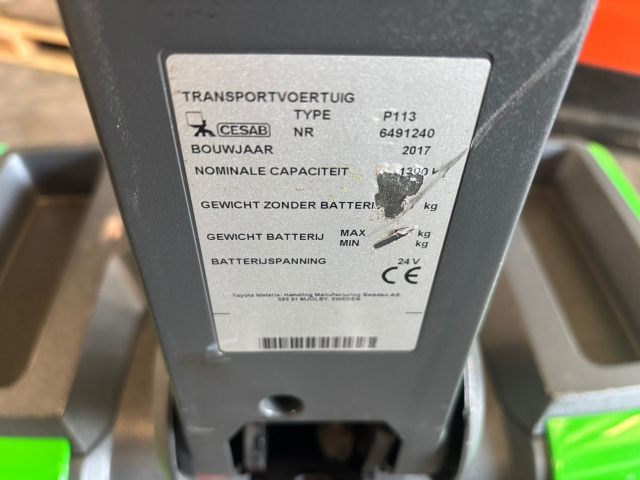 TRANSPORTVOERTUIG
TYPE P113
CESAB NR 6491240
BOUWJAAR 2017
NOMINALE CAPACITEIT
GEWICHT ZONDER BATTERIJ kg
GEWICHT BATTERIJ MAX kg
MIN kg
BATTERIJSPANNING 24 V
CE
Toyota Material Handling Manufacturing Sweden AB
595 81 MJÖLBY, SWEDEN